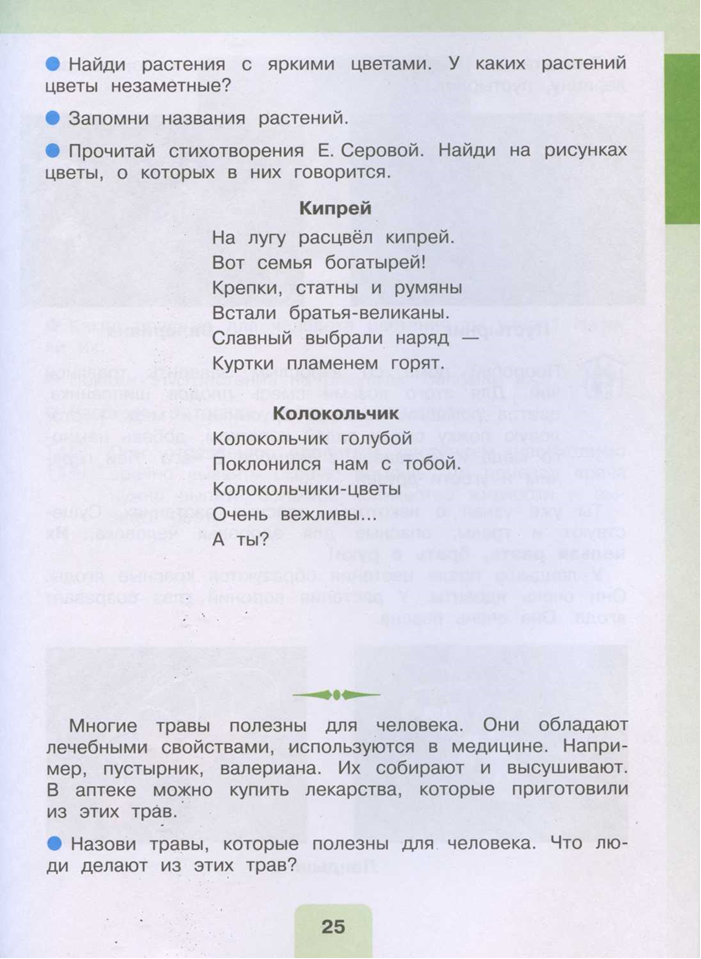 Найди растения с яркими цветами. У каких растений
цветы незаметные?
Запомни названия растений.
Прочитай стихотворения Е. Серовой. Найди на рисунках
цветы, о которых в них говорится.
Кипрей
На лугу расцвёл кипрей.
Вот семья богатырей!
Крепки, статны и румяны
Встали братья-великаны.
Славный выбрали наряд —
Куртки пламенем горят.
Колокольчик
Колокольчик голубой
Поклонился нам с тобой.
Колокольчики-цветы
Очень вежливы...
А ты?
Многие травы полезны для человека. Они обладают
лечебными свойствами, используются в медицине. Напри-
мер, пустырник, валериана. Их собирают и высушивают.
В аптеке можно купить лекарства, которые приготовили
из этих трав.
Назови травы, которые полезны для человека. Что лю-
ди делают из этих трав?
25